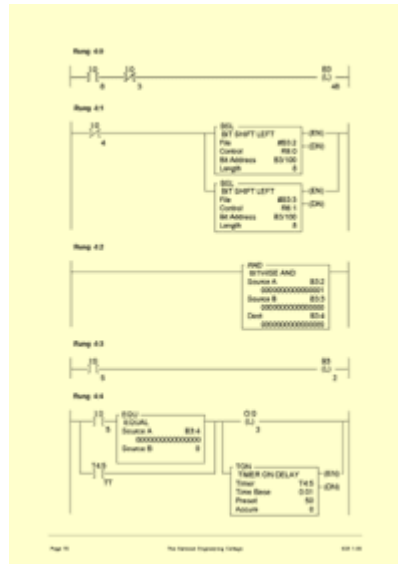 Rung 4:0
I:0 I:0 B3
(L)
8 3 48
Rung 4:1
I:0
4
BSL
BIT SHIFT LEFT
File #B3:2
Control R6:0
Bit Address B3/100
Length 8
(EN)
(DN)
BSL
BIT SHIFT LEFT
File #B3:3
Control R6:1
Bit Address B3/100
Length 8
(EN)
(DN)
Rung 4:2
AND
BITWISE AND
Source A B3:2
0000000000000001
Source B B3:3
0000000000000000
Dest B3:4
0000000000000000
Rung 4:3
I:0 B3
(L)
5 2
Rung 4:4
I:0
5
EQU
EQUAL
Source A B3:4
0000000000000000
Source B 0
O:0
(L)
3
T4:5
TT
TON
TIMER ON DELAY
Timer T4:5
Time Base 0.01
Preset 50
Accum 0
(EN)
(DN)
Page 70 The National Engineering College